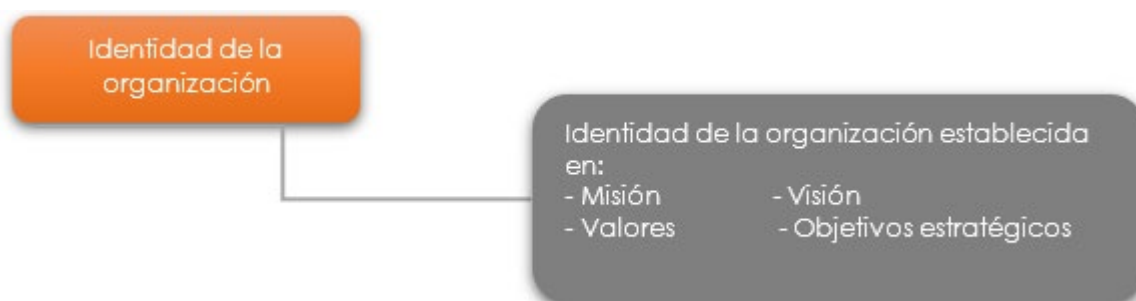 Identidad de la
organización
Identidad de la organización establecida
en:
- Misión - Visión
- Valores - Objetivos estratégicos